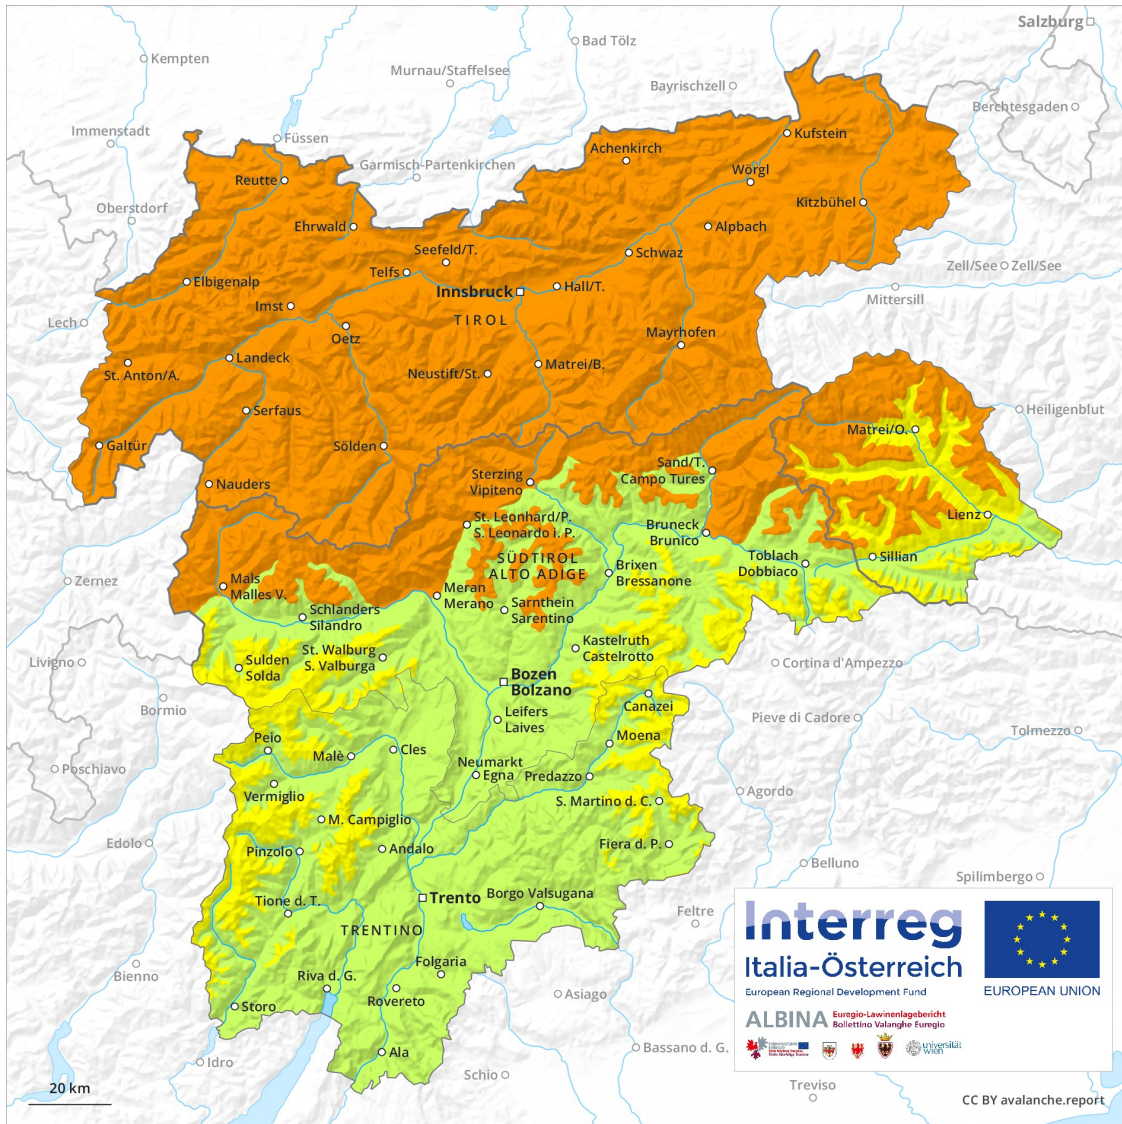 Salzburg
Bad Tölz
Kempten
Murnau/Staffelsee
Bayrischzell
Berchtesgaden
Immenstadt
Füssen
Kufstein
Achenkirch
Garmisch-Partenkirchen
Wörgl
Reutte
Oberstdorf
Kitzbühel
Ehrwald
Alpbach
Seefeld/T.
Schwaz
Telfs
Zell/See
Zell/See
Elbigenalp
Hall/T.
Innsbruck
Mittersill
Imst
TIROL
Lech
Oetz
Mayrhofen
Landeck
Matrei/B.
St. Anton/A.
Neustift/St.
Serfaus
Heiligenblut
Matrei/O.
Galtür
Sölden
Sand/T.
Campo Tures
Sterzing
Vipiteno
Nauders
Lienz
St. Leonhard/P.
S. Leonardo i. P.
Bruneck
Brunico
SÜDTIROL
ALTO ADIGE
Toblach
Dobbiaco
Sillian
Brixen
Bressanone
Zernez
Mals
Malles V.
Meran
Merano
Schlanders
Silandro
Sarnthein
Sarentino
Kastelruth
Castelrotto
St. Walburg
S. Valburga
Livigno
Sulden
Solda
Cortina d'Ampezzo
Bozen
Bolzano
Bormio
Canazei
Leifers
Laives
Pieve di Cadore
Tolmezzo
Peio
Moena
Malè
Cles
Poschiavo
Neumarkt
Egna
Predazzo
Vermiglio
Agordo
S. Martino d. C.
M. Campiglio
Edolo
Pinzolo
Andalo
Fiera d. P.
Belluno
Spilimbergo
Tione d. T.
Trento
Borgo Valsugana
Feltre
TRENTINO
Folgaria
Bienno
Riva d. G.
Rovereto
Asiago
Storo
Ala
Bassano d. G.
Idro
Schio
Treviso
20 km
Interreg
Italia-Österreich
European Regional Development Fund
EUROPEAN UNION
ALBINA
Euregio-Lawinenlagebericht
Bollettino Valanghe Euregio
universität
wien
CC BY avalanche.report